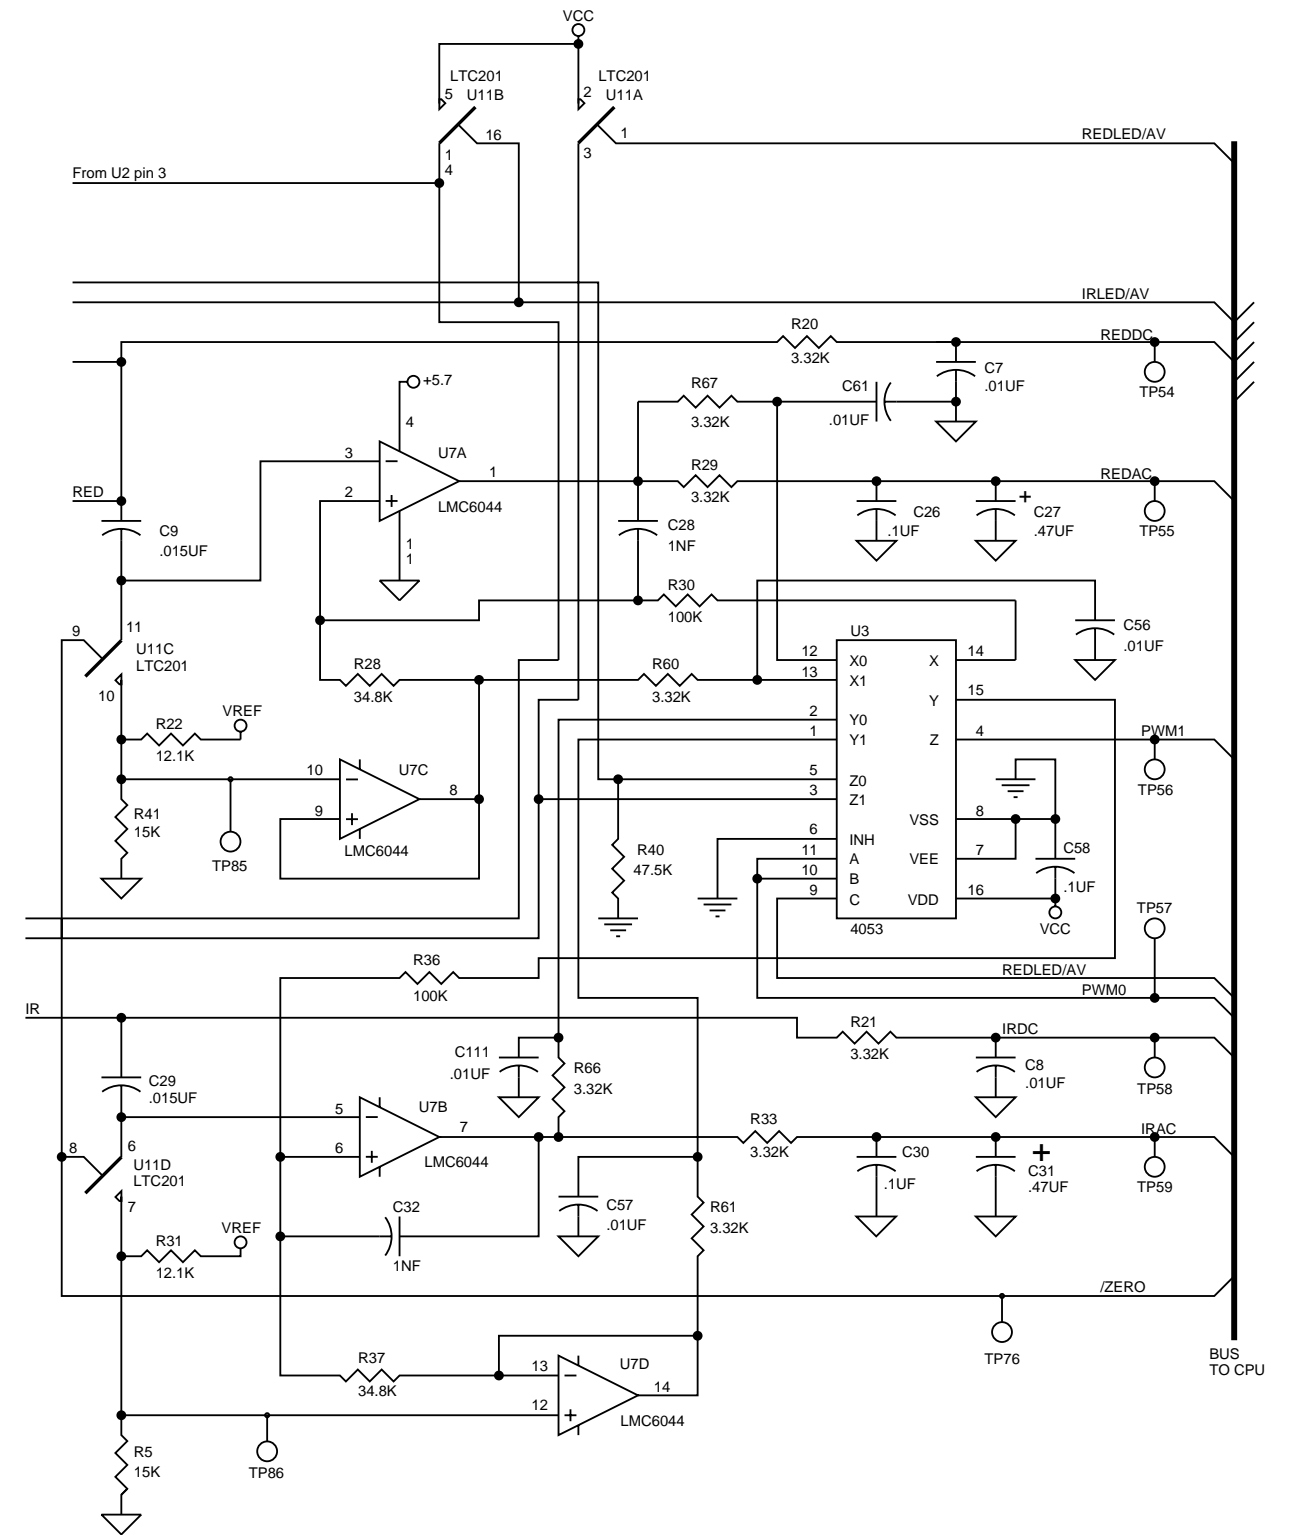 VCC
LTC201
5
U11B
LTC201
2
U11A
16
1
REDLED/AV
1
4
3
From U2 pin 3
IRLED/AV
R20
3.32K
REDDC
C7
.01UF
TP54
+5.7
4
R67
3.32K
C61
.01UF
3
U7A
2
1
LMC6044
1
1
RED
C9
.015UF
R29
3.32K
REDAC
C28
1NF
C26
.1UF
+
C27
.47UF
TP55
R30
100K
C56
.01UF
9
11
U11C
LTC201
10
R28
34.8K
R60
3.32K
U3
12
X0
X
14
13
X1
Y
15
2
Y0
1
Y1
Z
4
PWM1
TP56
5
Z0
3
Z1
VSS
8
6
INH
11
A
VEE
7
10
B
9
C
VDD
16
4053
C58
.1UF
VCC
R22
12.1K
VREF
10
U7C
8
9
LMC6044
R41
15K
TP85
R40
47.5K
TP57
R36
100K
REDLED/AV
PWM0
IR
R21
3.32K
IRDC
C8
.01UF
TP58
C111
.01UF
R66
3.32K
C29
.015UF
5
U7B
7
6
LMC6044
R33
3.32K
IRAC
C30
.1UF
+
C31
.47UF
TP59
8
6
U11D
LTC201
7
C32
1NF
C57
.01UF
R61
3.32K
R31
12.1K
VREF
/ZERO
TP76
BUS
TO CPU
R37
34.8K
13
U7D
14
12
LMC6044
R5
15K
TP86